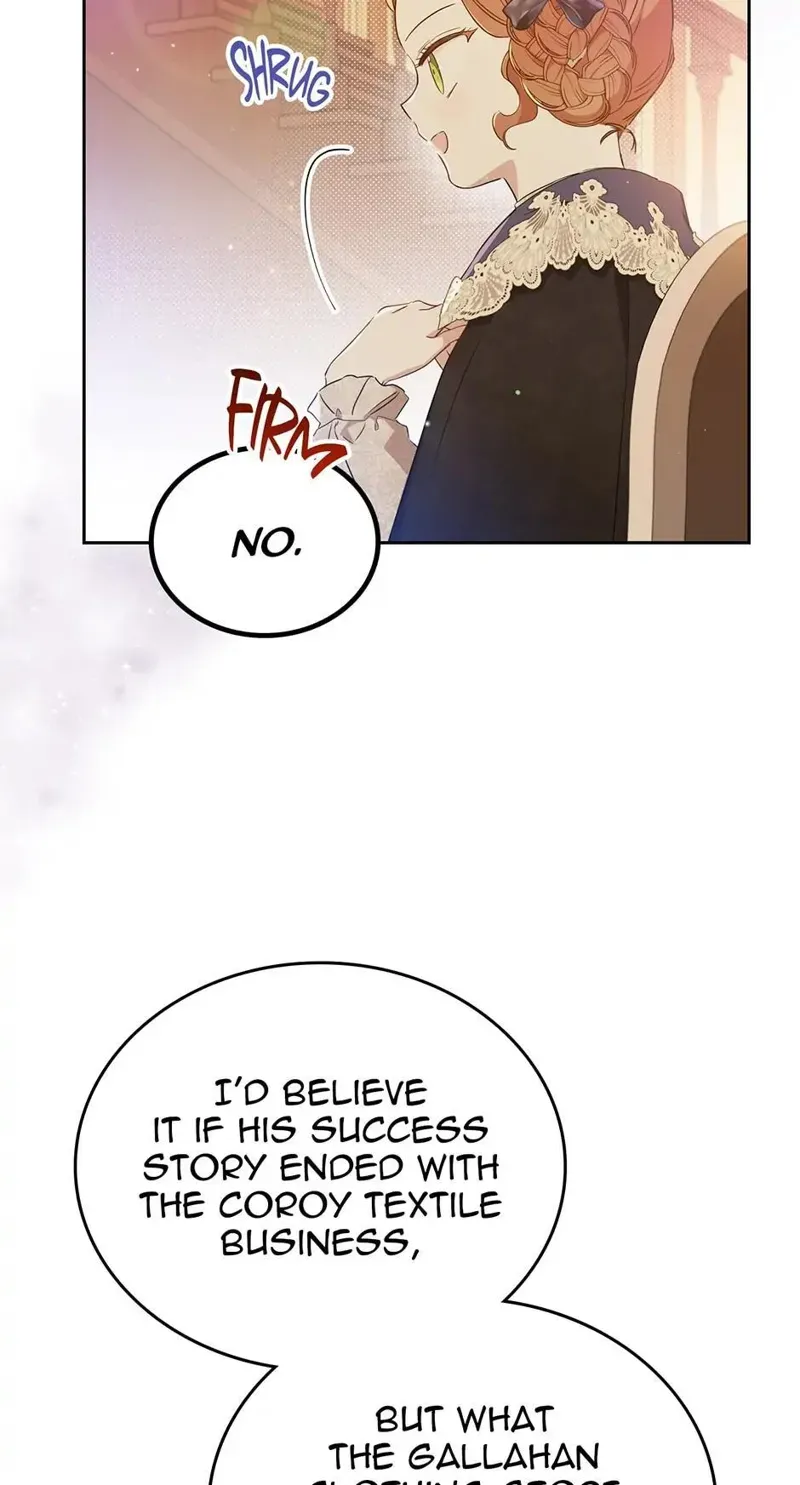 SHRUG
FIRM
NO.
I'D BELIEVE
IT IF HIS SUCCESS
STORY ENDED WITH
THE COROY TEXTILE
BUSINESS,
BUT WHAT
THE GALLAHAN